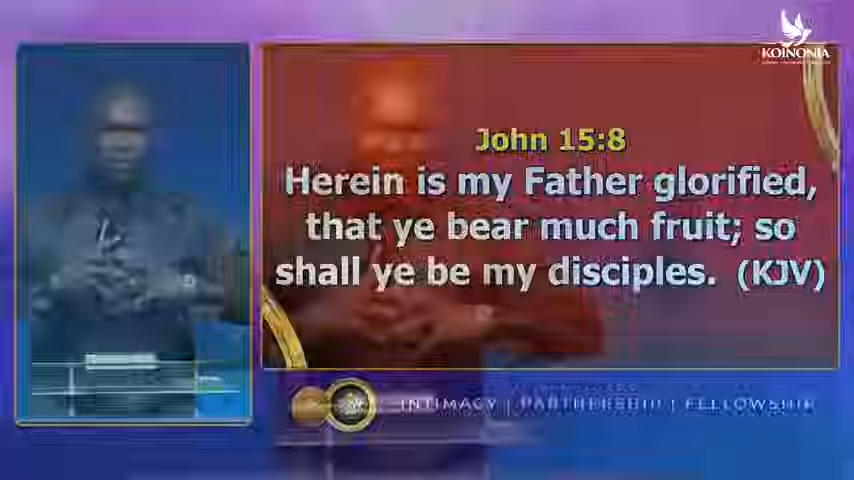 KOINONIA
John 15:8
Herein is my Father glorified,
that ye bear much fruit; so
shall ye be my disciples. (KJV)
INTIMACY | PARTNERSHIP | FELLOWSHIP